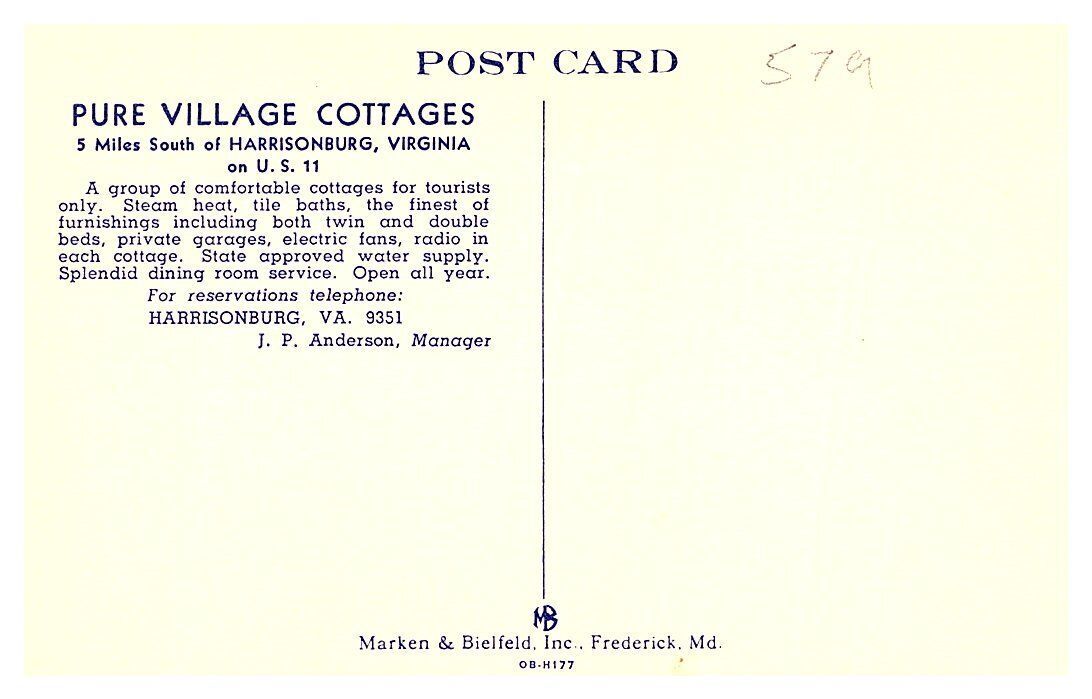 POST CARD
579
PURE VILLAGE COTTAGES
5 Miles South of HARRISONBURG, VIRGINIA
on U. S. 11
A group of comfortable cottages for tourists
only. Steam heat, tile baths, the finest of
furnishings including both twin and double
beds, private garages, electric fans, radio in
each cottage. State approved water supply.
Splendid dining room service. Open all year.
For reservations telephone:
HARRISONBURG, VA. 9351
J. P. Anderson, Manager
MB
Marken & Bielfeld, Inc., Frederick, Md.
OB-H177